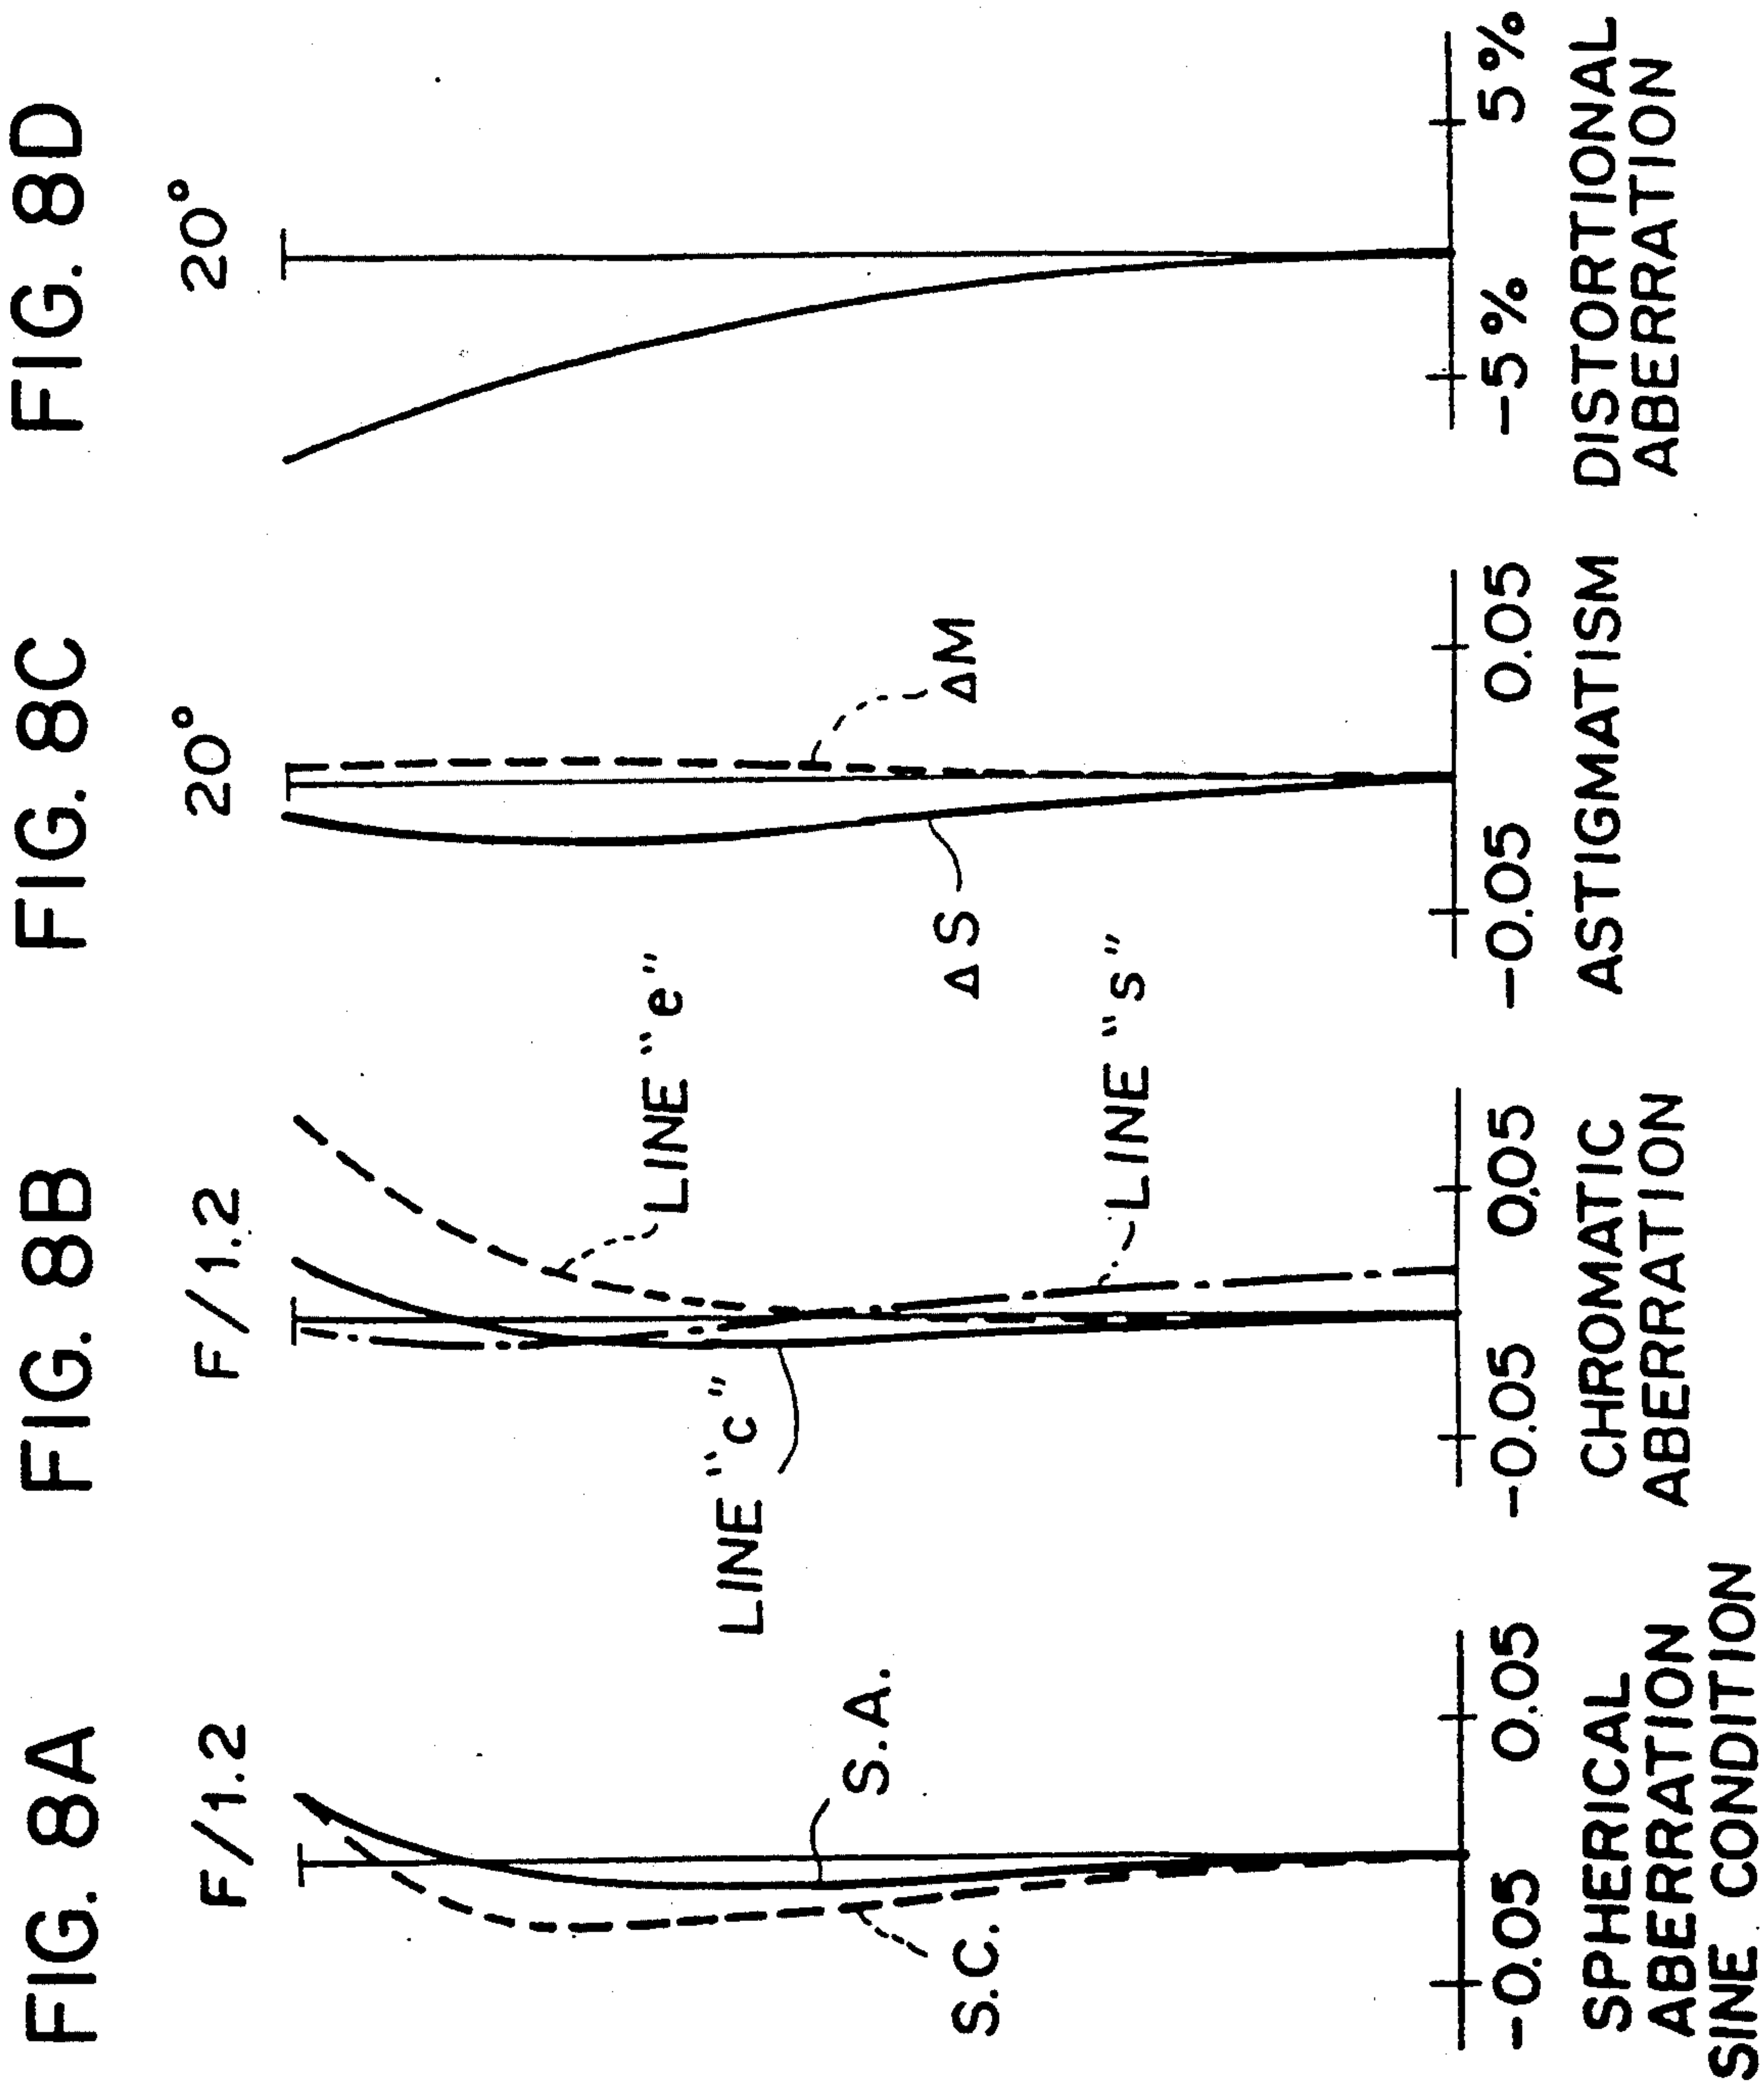 FIG. 8A
F/1.2
S.A.
S.C.
-0.05 0.05
SPHERICAL
ABERRATION
SINE CONDITION
FIG. 8B
F/1.2
LINE "e"
LINE "c"
LINE "s"
-0.05 0.05
CHROMATIC
ABERRATION
FIG. 8C
20°
ΔM
ΔS
-0.05 0.05
ASTIGMATISM
FIG. 8D
20°
-5% 5%
DISTORTIONAL
ABERRATION